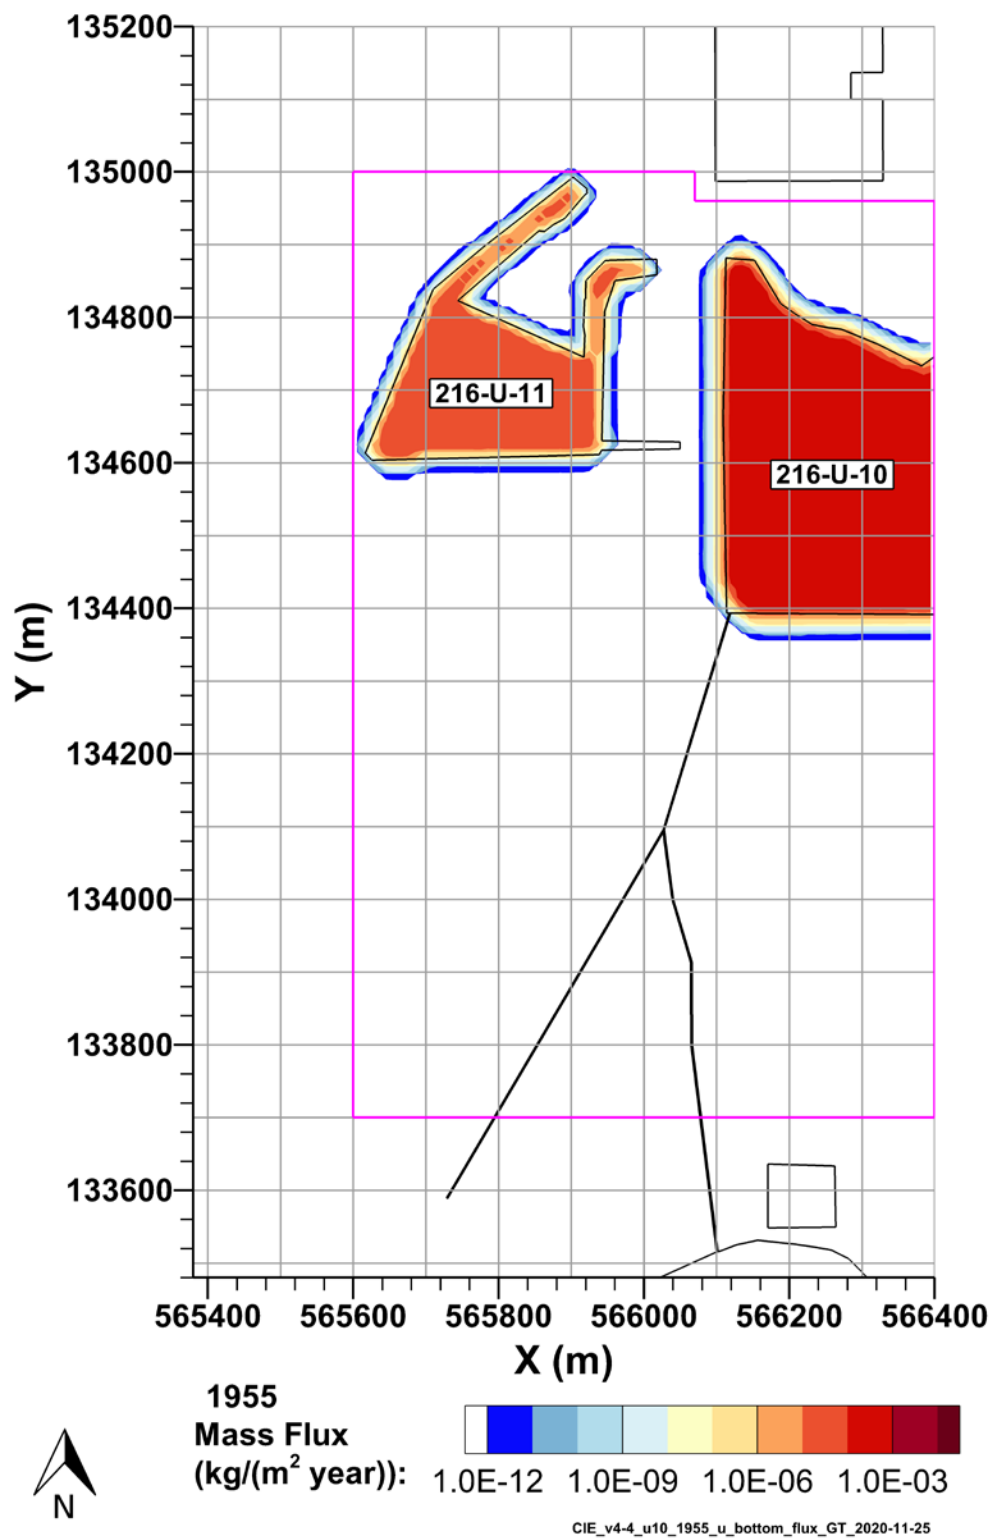 135200
135000
134800
134600
134400
134200
134000
133800
133600
Y (m)
216-U-11
216-U-10
565400 565600 565800 566000 566200 566400
X (m)
1955
Mass Flux
(kg/(m² year)):
1.0E-12 1.0E-09 1.0E-06 1.0E-03
N
CIE_v4-4_u10_1955_u_bottom_flux_GT_2020-11-25